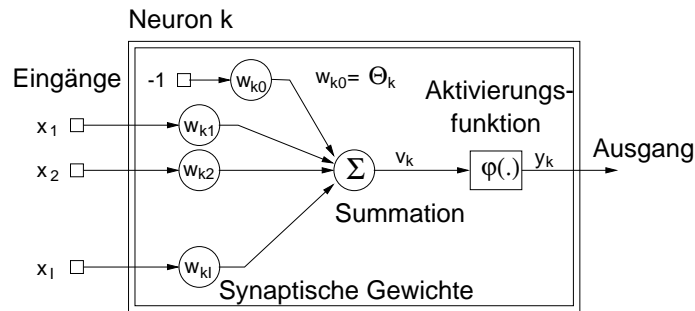 Neuron k
Eingänge
-1
w_k0
w_k0 = Θ_k
Aktivierungs-
funktion
x_1
w_k1
x_2
w_k2
Σ
v_k
φ(.)
y_k
Ausgang
Summation
x_l
w_kl
Synaptische Gewichte